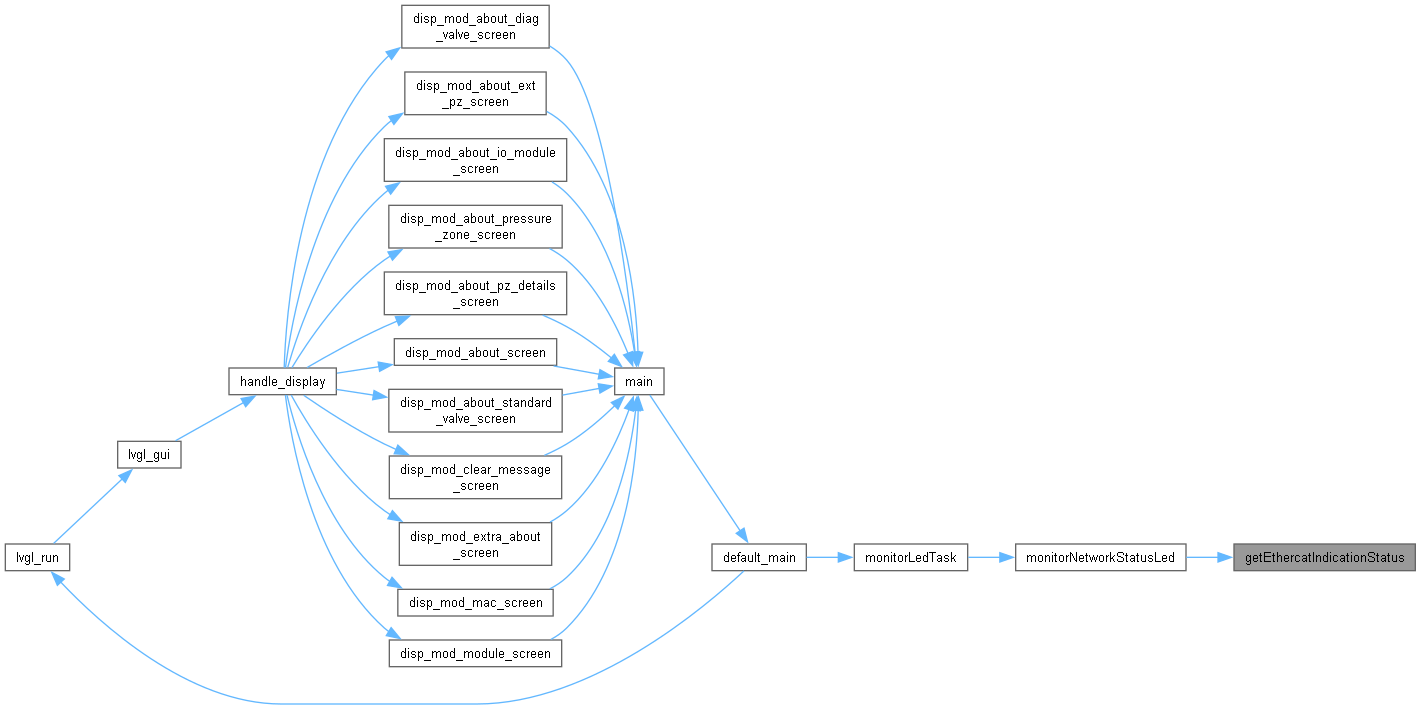 disp_mod_about_diag
_valve_screen
disp_mod_about_ext
_pz_screen
disp_mod_about_io_module
_screen
disp_mod_about_pressure
_zone_screen
disp_mod_about_pz_details
_screen
disp_mod_about_screen
handle_display
main
disp_mod_about_standard
_valve_screen
lvgl_gui
disp_mod_clear_message
_screen
disp_mod_extra_about
_screen
lvgl_run
default_main
monitorLedTask
monitorNetworkStatusLed
getEthercatIndicationStatus
disp_mod_mac_screen
disp_mod_module_screen